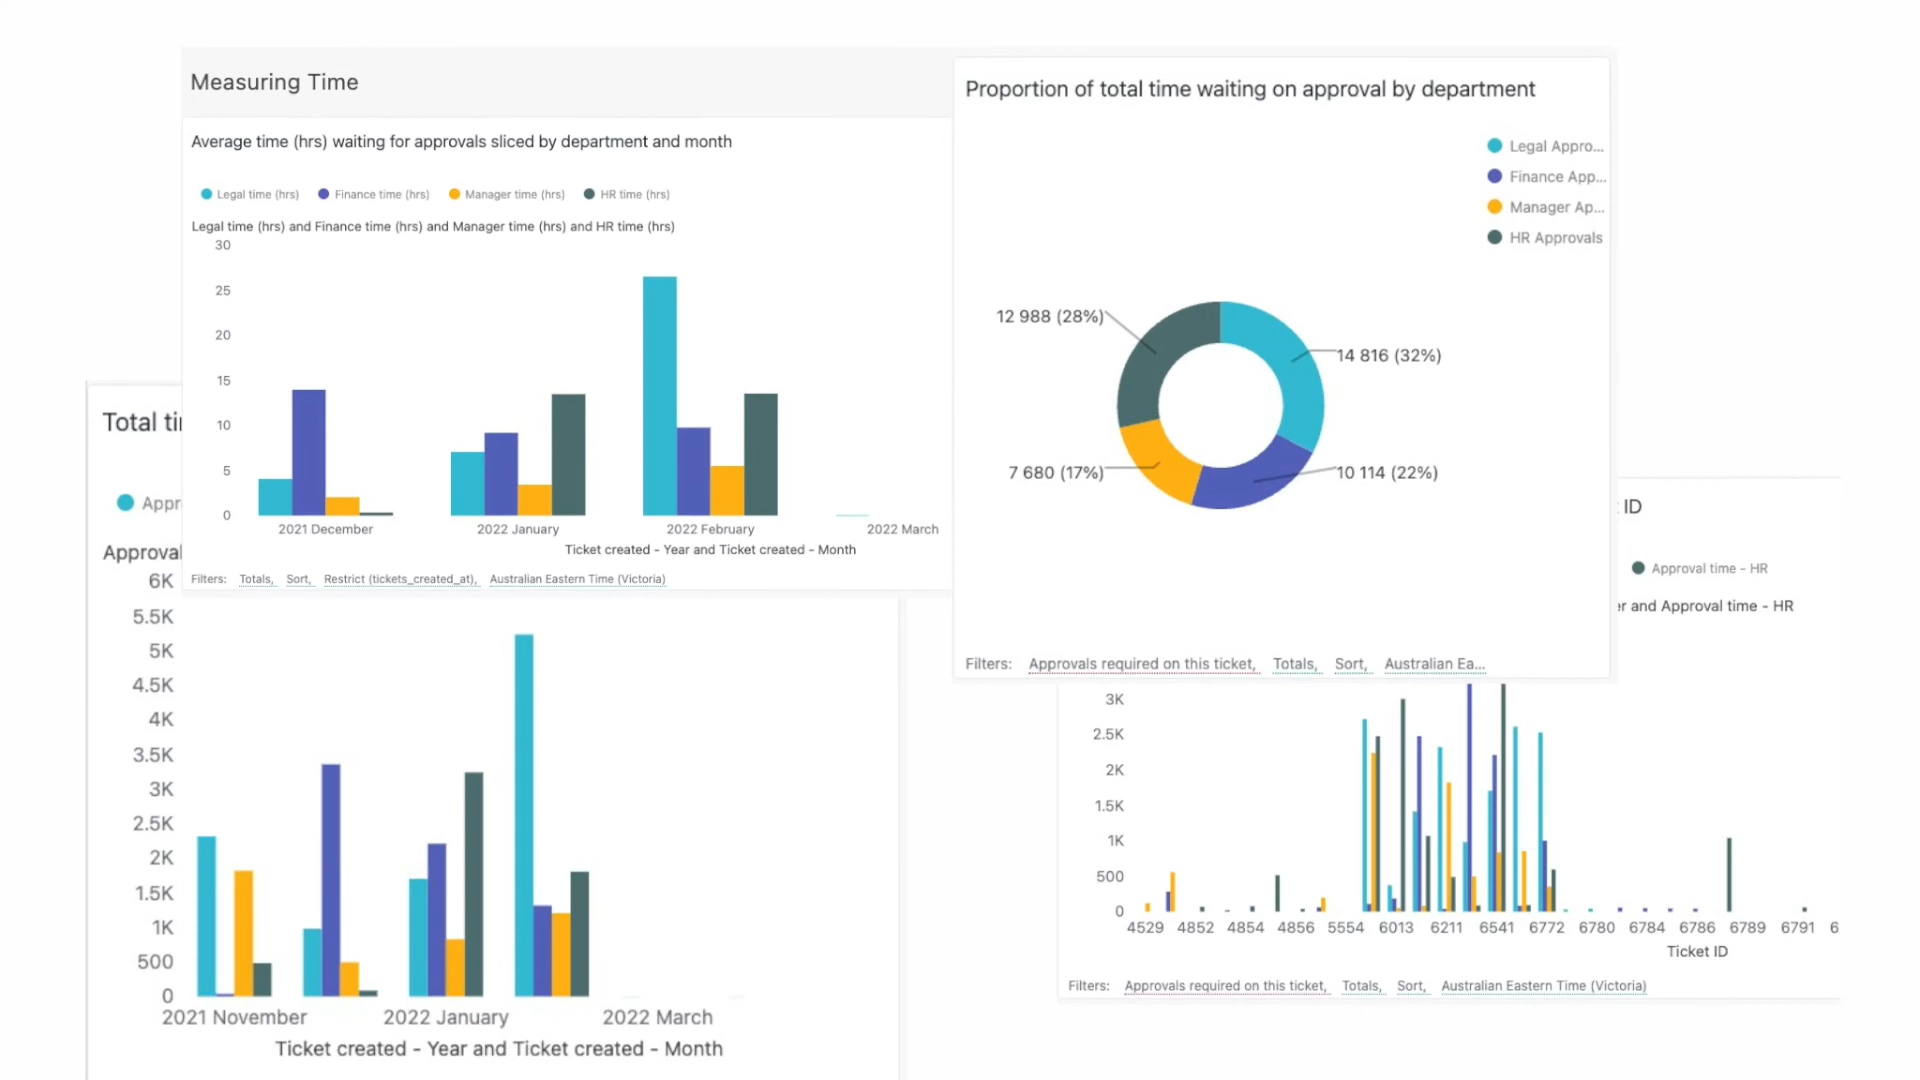 Measuring Time
Average time (hrs) waiting for approvals sliced by department and month
Legal time (hrs) Finance time (hrs) Manager time (hrs) HR time (hrs)
Legal time (hrs) and Finance time (hrs) and Manager time (hrs) and HR time (hrs)
30
25
20
15
10
5
0
2021 December 2022 January 2022 February 2022 March
Ticket created - Year and Ticket created - Month
Filters: Totals, Sort, Restrict (tickets_created_at), Australian Eastern Time (Victoria)
Proportion of total time waiting on approval by department
Legal Appro...
Finance App...
Manager Ap...
HR Approvals
12 988 (28%)
14 816 (32%)
7 680 (17%)
10 114 (22%)
Filters: Approvals required on this ticket, Totals, Sort, Australian Ea...
Total
Appr
Approval
6K
5.5K
5K
4.5K
4K
3.5K
3K
2.5K
2K
1.5K
1K
500
0
2021 November 2022 January 2022 March
Ticket created - Year and Ticket created - Month
ID
Approval time - HR
er and Approval time - HR
3K
2.5K
2K
1.5K
1K
500
0
4529 4852 4854 4856 5554 6013 6211 6541 6772 6780 6784 6786 6789 6791 6
Ticket ID
Filters: Approvals required on this ticket, Totals, Sort, Australian Eastern Time (Victoria)